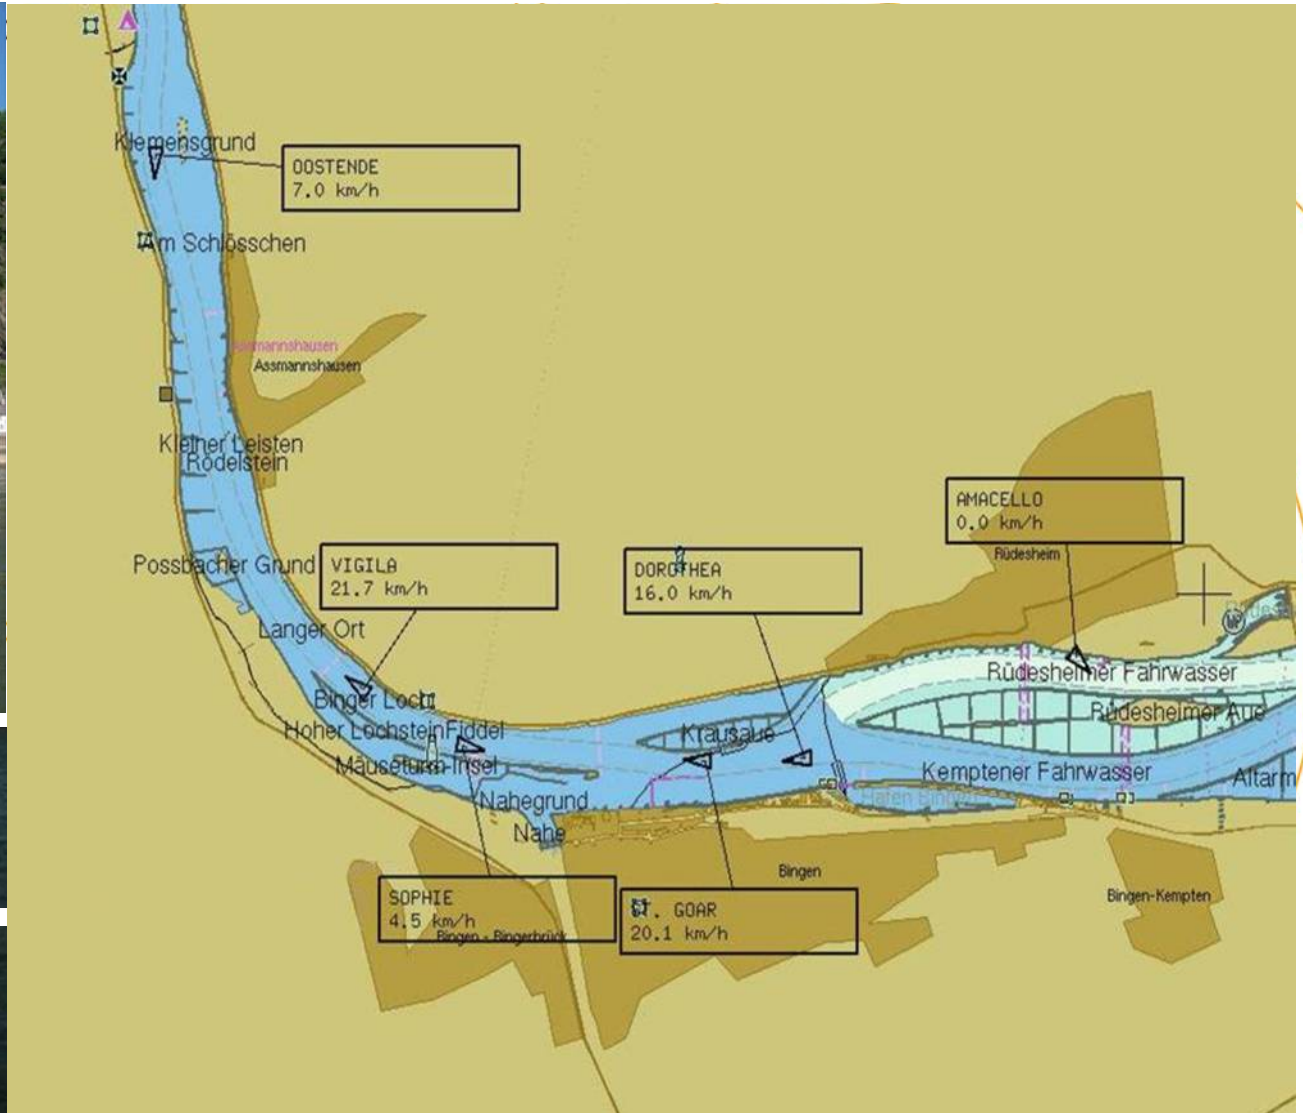 Klemensgrund
OOSTENDE
7.0 km/h
Am Schlösschen
Assmannshausen
Assmannshausen
Kleiner Leisten
Rodelstein
AMACELLO
0.0 km/h
Rüdesheim
Possbacher Grund
VIGILA
21.7 km/h
DOROTHEA
16.0 km/h
Langer Ort
WP
Rüdesheimer Fahrwasser
Binger Loch
Rüdesheimer Aue
Hoher Lochstein
Fiddel
Krausaue
Mäuseturm-Insel
Kemptener Fahrwasser
Altarm
Nahegrund
Hafen Bingen
Nahe
Bingen
Bingen-Kempten
SOPHIE
4.5 km/h
Bingen - Bingerbrück
ST. GOAR
20.1 km/h